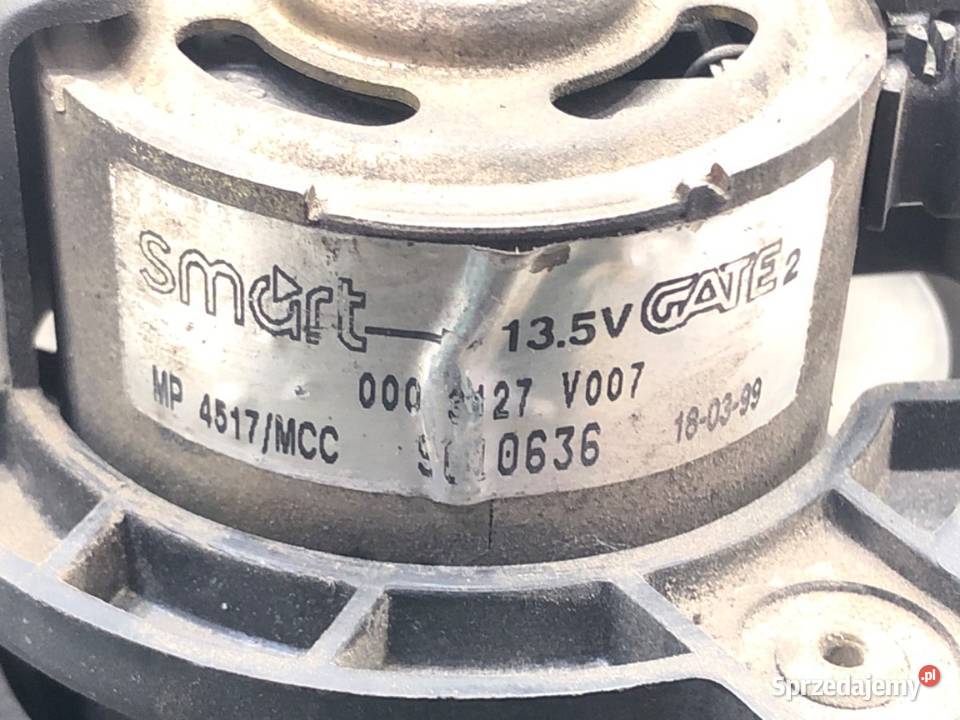 smart 13.5V GATE 2
V007
MP 4517/MCC 18-03-99
Sprzedajemy.pl